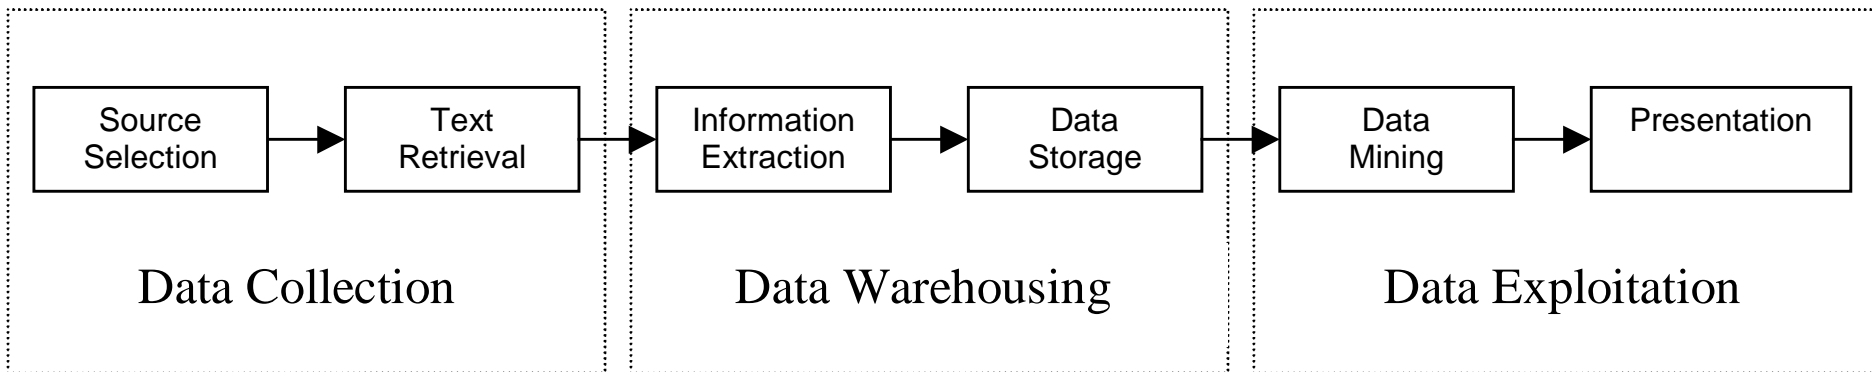 Source
Selection
Text
Retrieval
Information
Extraction
Data
Storage
Data
Mining
Presentation
Data Collection
Data Warehousing
Data Exploitation